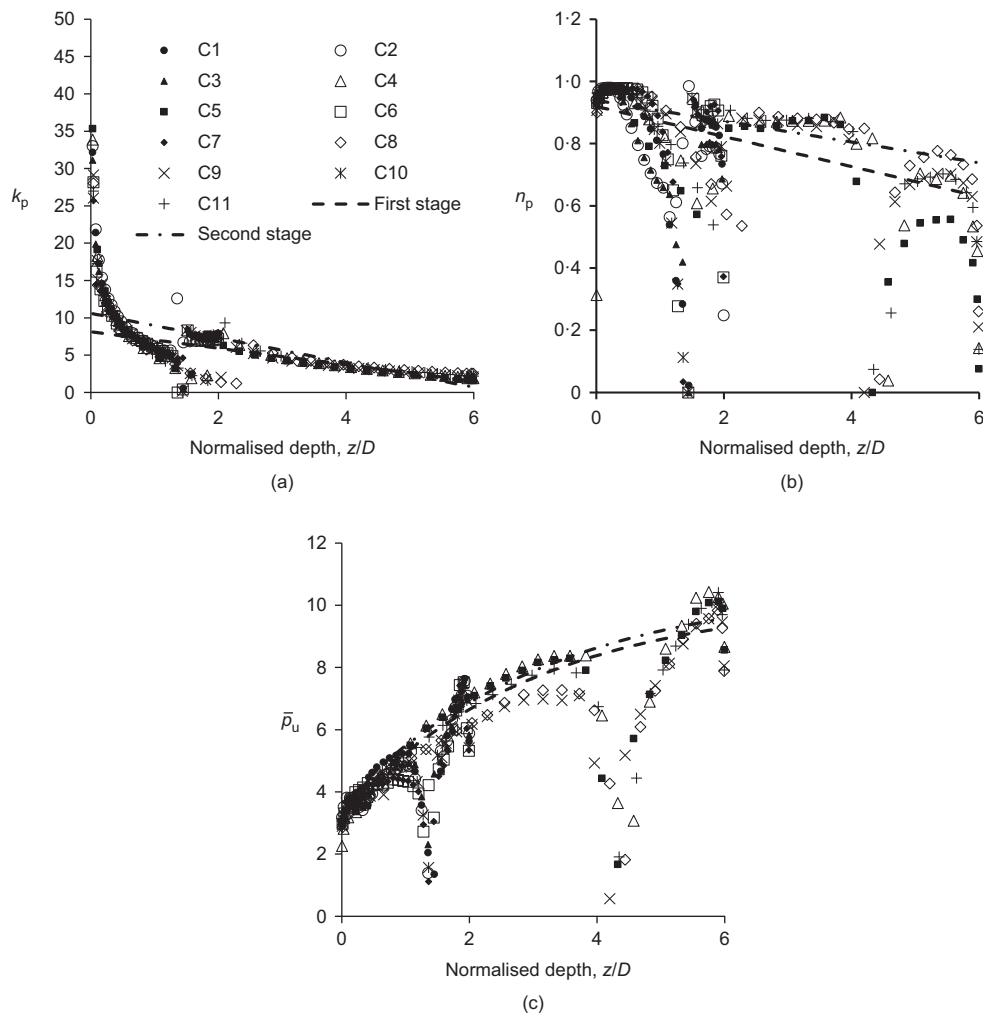 50
45
40
35
30
25
20
15
10
5
0
k_p
C1
C2
C3
C4
C5
C6
C7
C8
C9
C10
C11
First stage
Second stage
0
2
4
6
Normalised depth, z/D
(a)
1·2
1·0
0·8
0·6
0·4
0·2
0
n_p
0
2
4
6
Normalised depth, z/D
(b)
12
10
8
6
4
2
0
p̄_u
0
2
4
6
Normalised depth, z/D
(c)